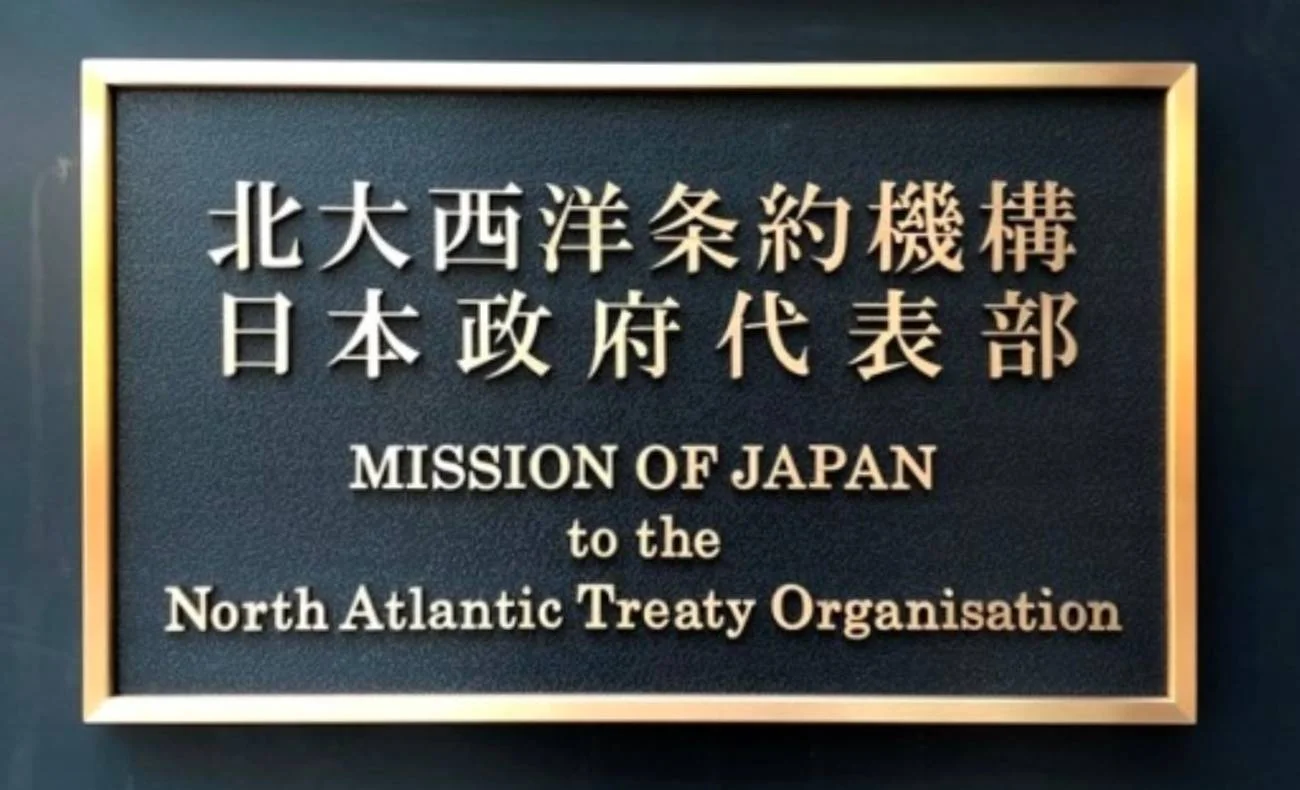 北大西洋条約機構
日本政府代表部
MISSION OF JAPAN
to the
North Atlantic Treaty Organisation